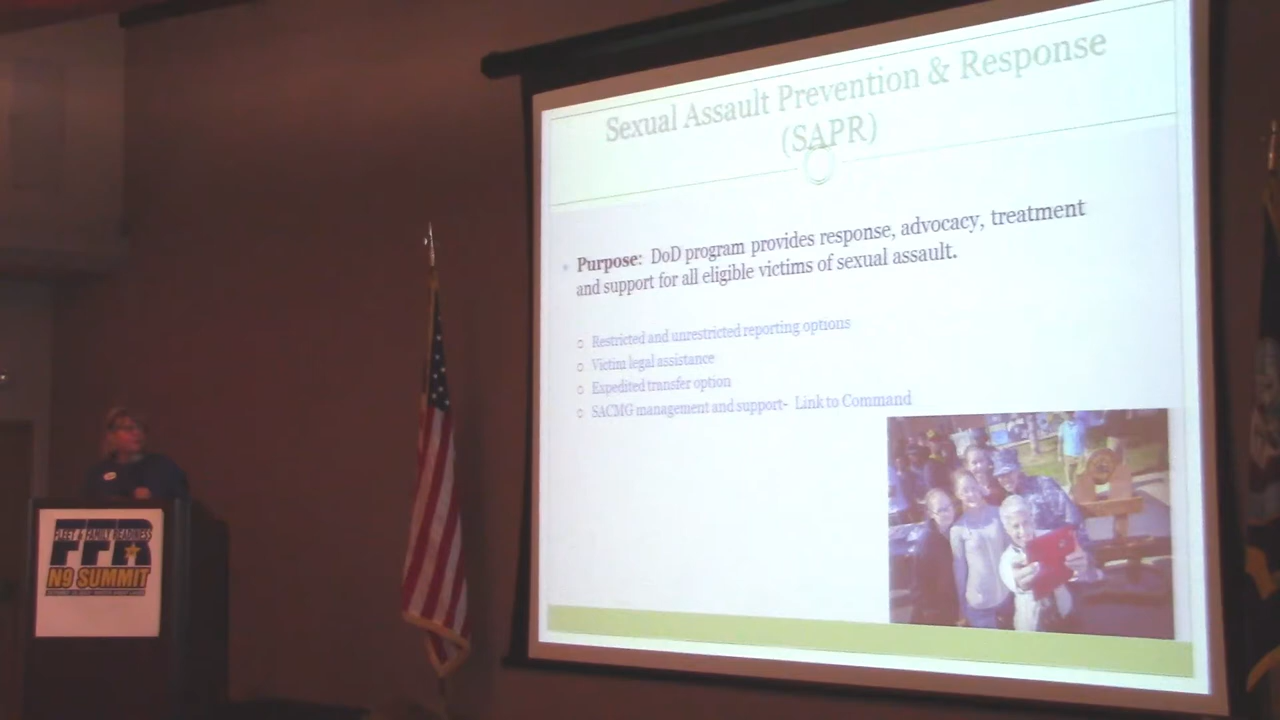 Sexual Assault Prevention & Response
(SAPR)
Purpose: DoD program provides response, advocacy, treatment
and support for all eligible victims of sexual assault.
Restricted and unrestricted reporting options
Victim legal assistance
Expedited transfer option
SACMG management and support- Link to Command
FLEET & FAMILY READINESS
FFR
N9 SUMMIT